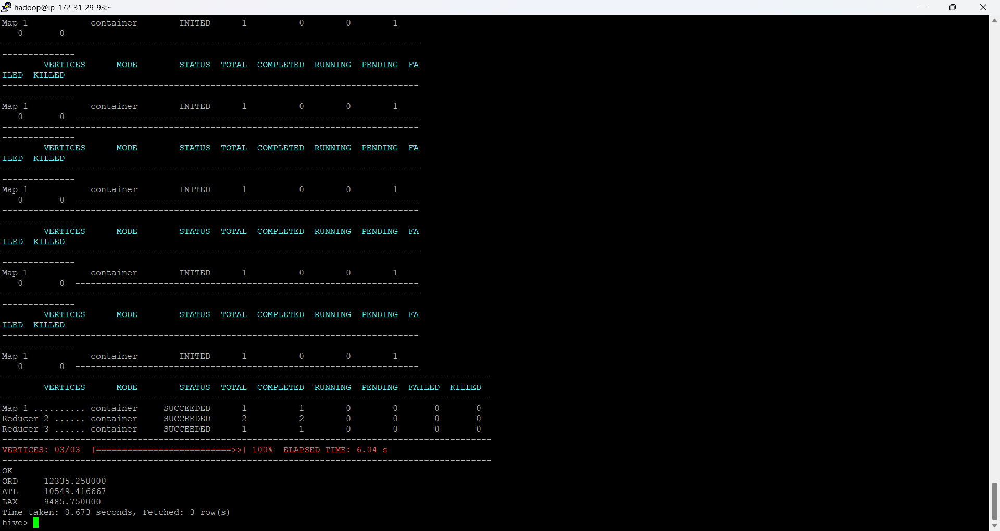 hadoop@ip-172-31-29-93:~
Map 1            container       INITED      1          0        0        1
   0       0
--------------------------------------------------------------------------------
--------------
        VERTICES      MODE        STATUS  TOTAL  COMPLETED  RUNNING  PENDING  FA
ILED  KILLED
--------------------------------------------------------------------------------
--------------
Map 1            container       INITED      1          0        0        1
   0       0  ------------------------------------------------------------------
--------------------------------------------------------------------------------
--------------
        VERTICES      MODE        STATUS  TOTAL  COMPLETED  RUNNING  PENDING  FA
ILED  KILLED
--------------------------------------------------------------------------------
--------------
Map 1            container       INITED      1          0        0        1
   0       0  ------------------------------------------------------------------
--------------------------------------------------------------------------------
--------------
        VERTICES      MODE        STATUS  TOTAL  COMPLETED  RUNNING  PENDING  FA
ILED  KILLED
--------------------------------------------------------------------------------
--------------
Map 1            container       INITED      1          0        0        1
   0       0  ------------------------------------------------------------------
--------------------------------------------------------------------------------
--------------
        VERTICES      MODE        STATUS  TOTAL  COMPLETED  RUNNING  PENDING  FA
ILED  KILLED
--------------------------------------------------------------------------------
--------------
Map 1            container       INITED      1          0        0        1
   0       0  ------------------------------------------------------------------
----------------------------------------------------------------------------------------------
        VERTICES      MODE        STATUS  TOTAL  COMPLETED  RUNNING  PENDING  FAILED  KILLED
----------------------------------------------------------------------------------------------
Map 1 .......... container     SUCCEEDED      1          1        0        0       0       0
Reducer 2 ...... container     SUCCEEDED      2          2        0        0       0       0
Reducer 3 ...... container     SUCCEEDED      1          1        0        0       0       0
----------------------------------------------------------------------------------------------
VERTICES: 03/03  [==========================>>] 100%  ELAPSED TIME: 6.04 s
----------------------------------------------------------------------------------------------
OK
ORD     12335.250000
ATL     10549.416667
LAX     9485.750000
Time taken: 8.673 seconds, Fetched: 3 row(s)
hive>